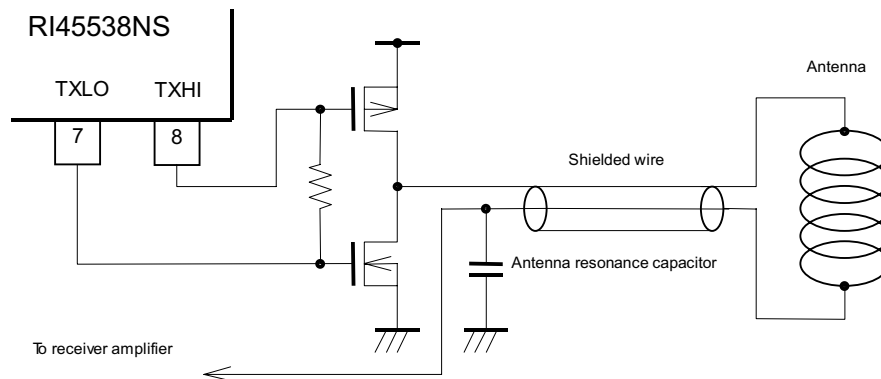 RI45538NS
TXLO
TXHI
7
8
Antenna
Shielded wire
Antenna resonance capacitor
To receiver amplifier